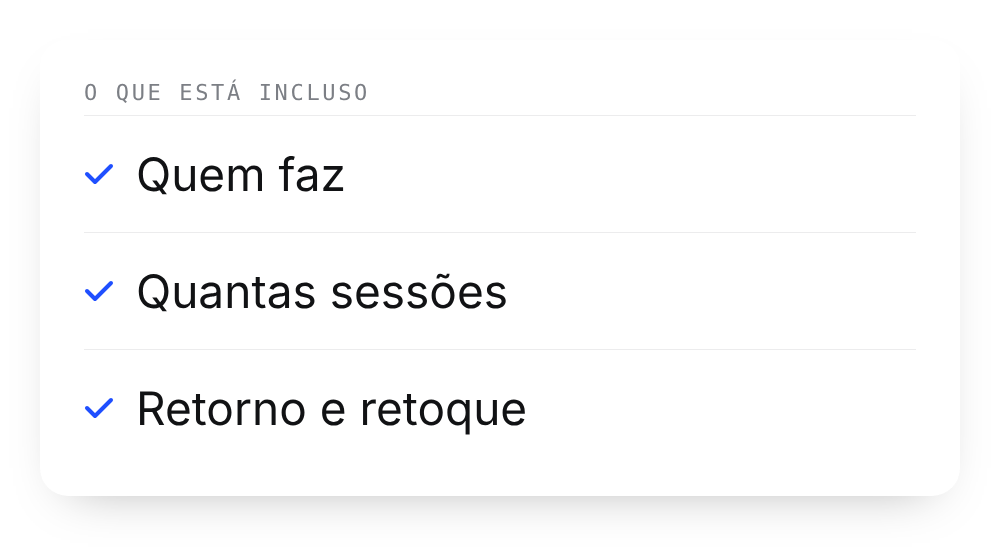 O QUE ESTÁ INCLUSO
Quem faz
Quantas sessões
Retorno e retoque